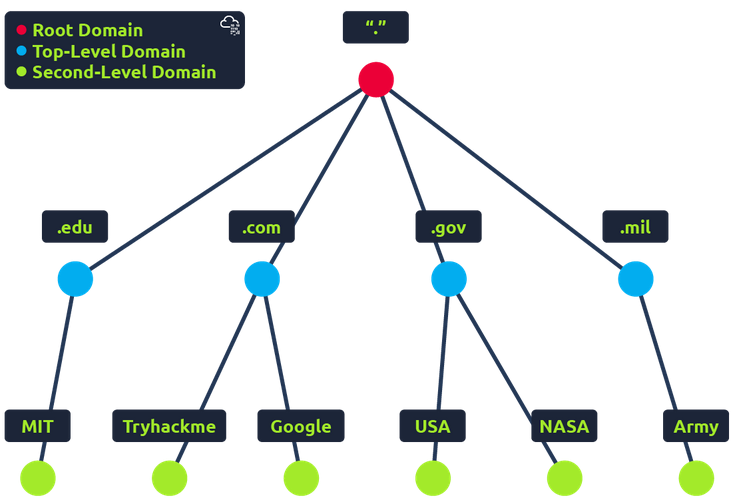 Root Domain
Top-Level Domain
Second-Level Domain
“.”
.edu
.com
.gov
.mil
MIT
Tryhackme
Google
USA
NASA
Army